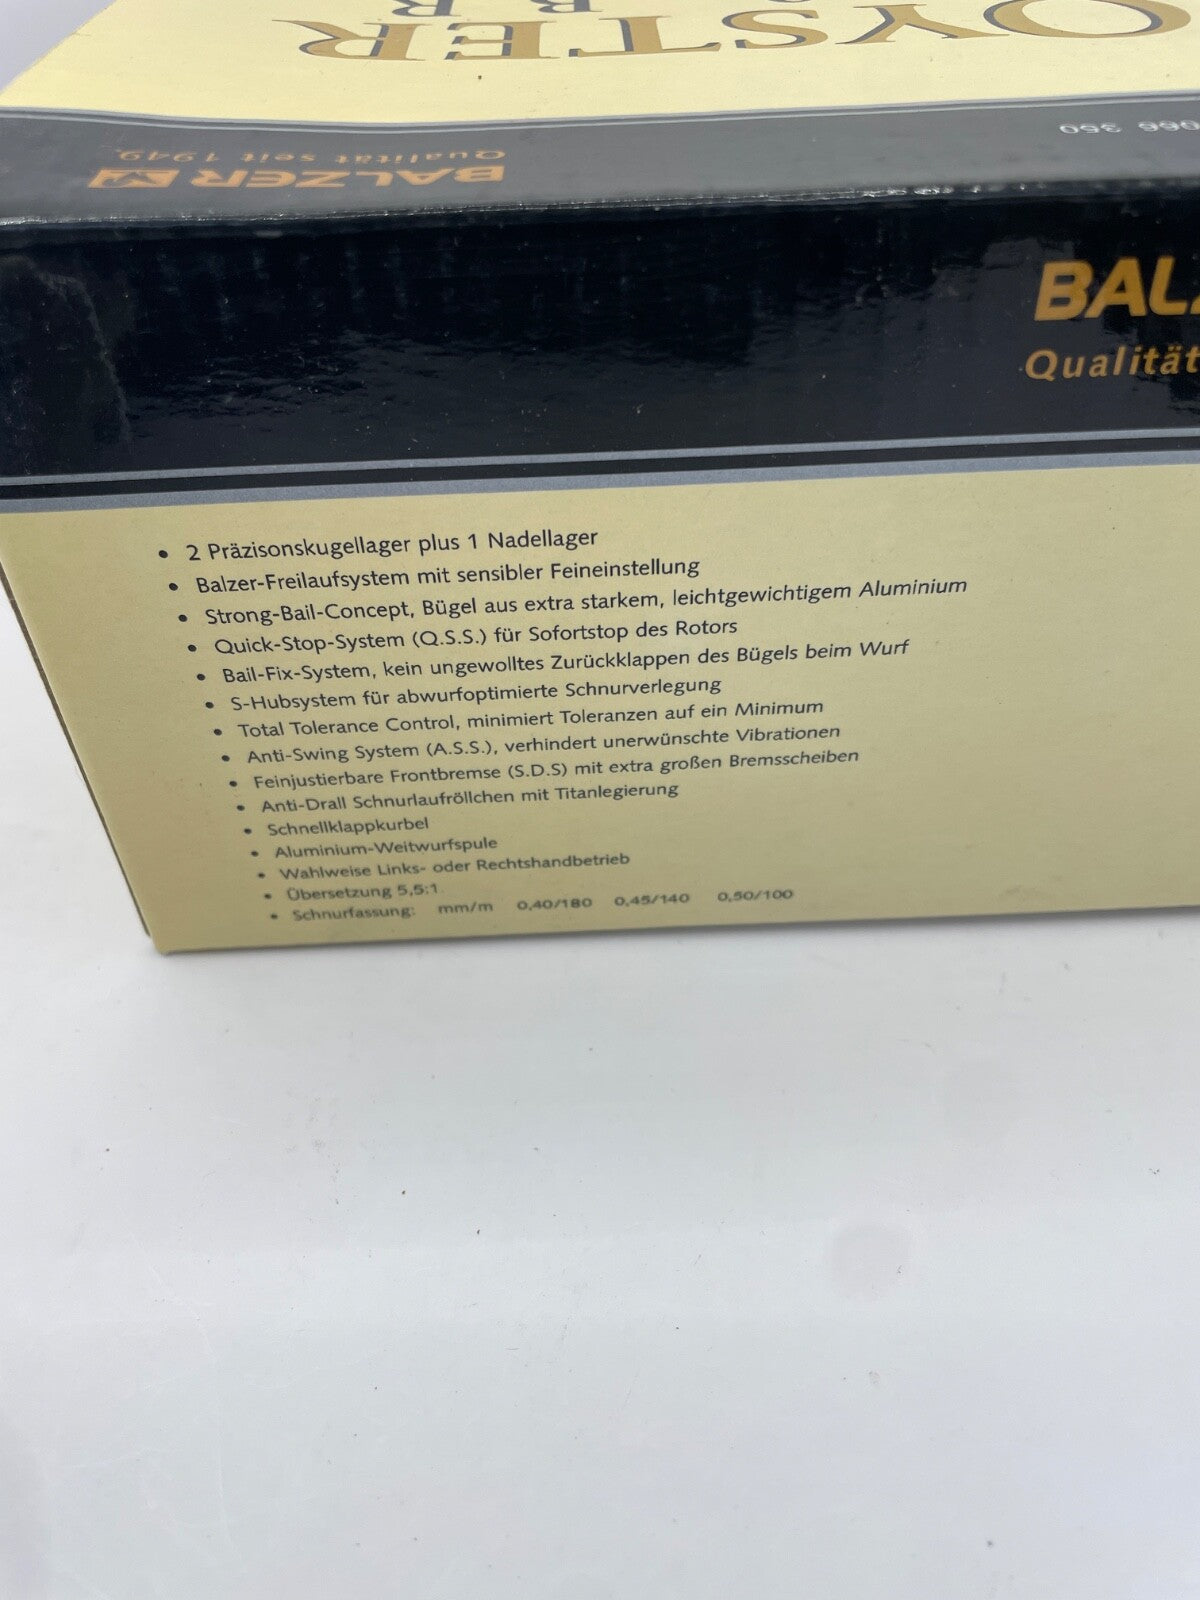 OYSTER
BALZER
Qualität seit 1949.
066 350
BAL
Qualität
• 2 Präzisonskugellager plus 1 Nadellager
• Balzer-Freilaufsystem mit sensibler Feineinstellung
• Strong-Bail-Concept, Bügel aus extra starkem, leichtgewichtigem Aluminium
• Quick-Stop-System (Q.S.S.) für Sofortstop des Rotors
• Bail-Fix-System, kein ungewolltes Zurückklappen des Bügels beim Wurf
• S-Hubsystem für abwurfoptimierte Schnurverlegung
• Total Tolerance Control, minimiert Toleranzen auf ein Minimum
• Anti-Swing System (A.S.S.), verhindert unerwünschte Vibrationen
• Feinjustierbare Frontbremse (S.D.S) mit extra großen Bremsscheiben
• Anti-Drall Schnurlaufröllchen mit Titanlegierung
• Schnellklappkurbel
• Aluminium-Weitwurfspule
• Wahlweise Links- oder Rechtshandbetrieb
• Übersetzung 5,5:1
• Schnurfassung: mm/m 0,40/180 0,45/140 0,50/100